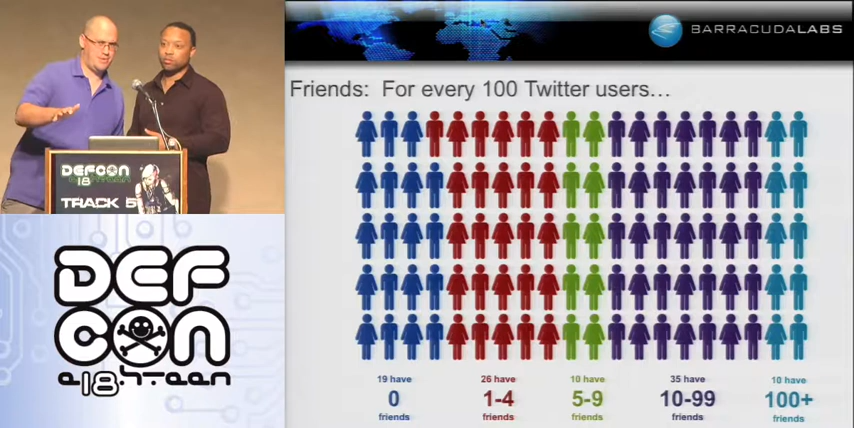 BARRACUDALABS
Friends: For every 100 Twitter users...
DEFCON
18
TRACK 5
DEF
CON
e18hteen
19 have
0
friends
26 have
1-4
friends
10 have
5-9
friends
35 have
10-99
friends
10 have
100+
friends